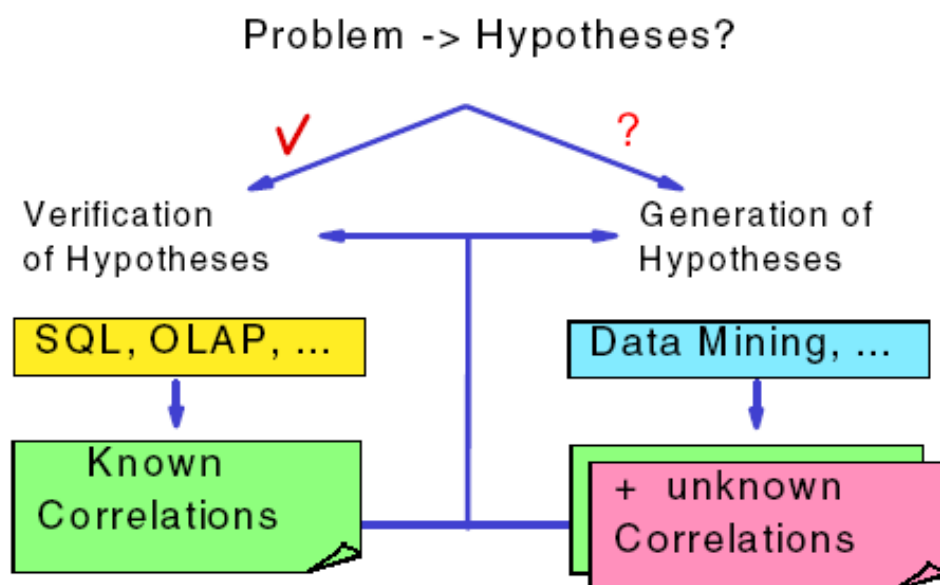 Problem -> Hypotheses?
?
Verification
of Hypotheses
Generation of
Hypotheses
SQL, OLAP, ...
Data Mining, ...
Known
Correlations
+ unknown
Correlations